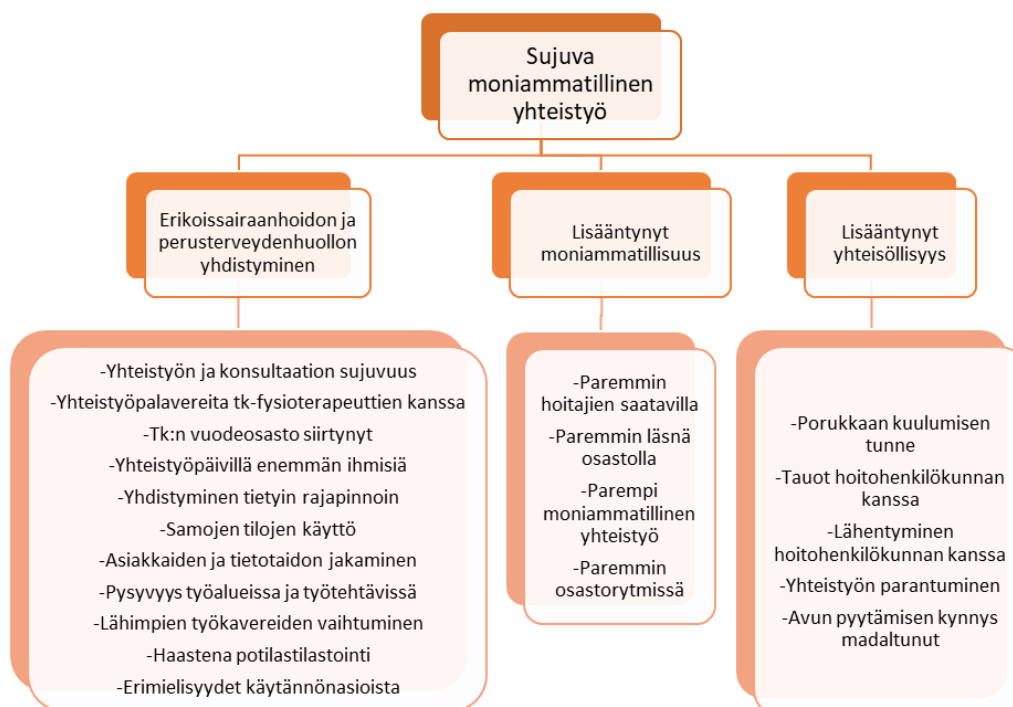 Sujuva
moniammatillinen
yhteistyö
Erikoissairaanhoidon ja
perusterveydenhuollon
yhdistyminen
Lisääntynyt
moniammatillisuus
Lisääntynyt
yhteisöllisyys
-Yhteistyön ja konsultaation sujuvuus
-Yhteistyöpalavereita tk-fysioterapeuttien kanssa
-Tk:n vuodeosasto siirtynyt
-Yhteistyöpäivillä enemmän ihmisiä
-Yhdistyminen tietyin rajapinnoin
-Samojen tilojen käyttö
-Asiakkaiden ja tietotaidon jakaminen
-Pysyvyys työalueissa ja työtehtävissä
-Lähimpien työkavereiden vaihtuminen
-Haastena potilastilastointi
-Erimielisyydet käytännönasioista
-Paremmin
hoitajien saatavilla
-Paremmin läsnä
osastolla
-Parempi
moniammatillinen
yhteistyö
-Paremmin
osastorytmissä
-Porukkaan kuulumisen
tunne
-Tauot hoitohenkilökunnan
kanssa
-Lähentyminen
hoitohenkilökunnan kanssa
-Yhteistyön parantuminen
-Avun pyytämisen kynnys
madaltunut